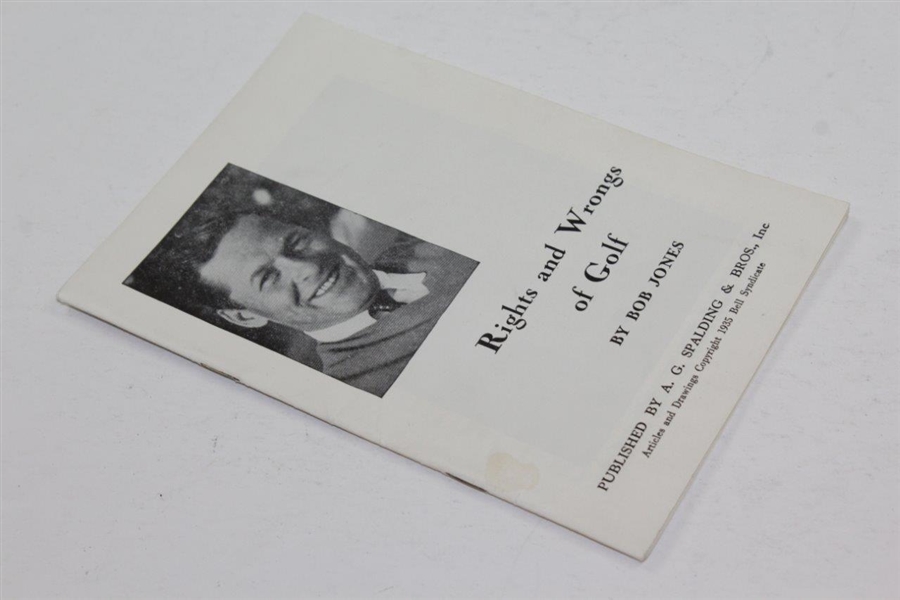 Rights and Wrongs
of Golf
BY BOB JONES
PUBLISHED BY A. G. SPALDING & BROS., Inc
Articles and Drawings Copyright 1935 Bell Syndicate